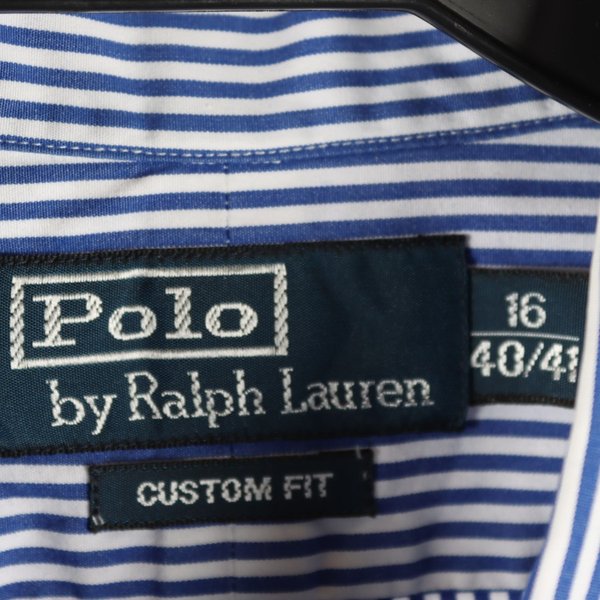 Polo
by Ralph Lauren
16
40/41
CUSTOM FIT